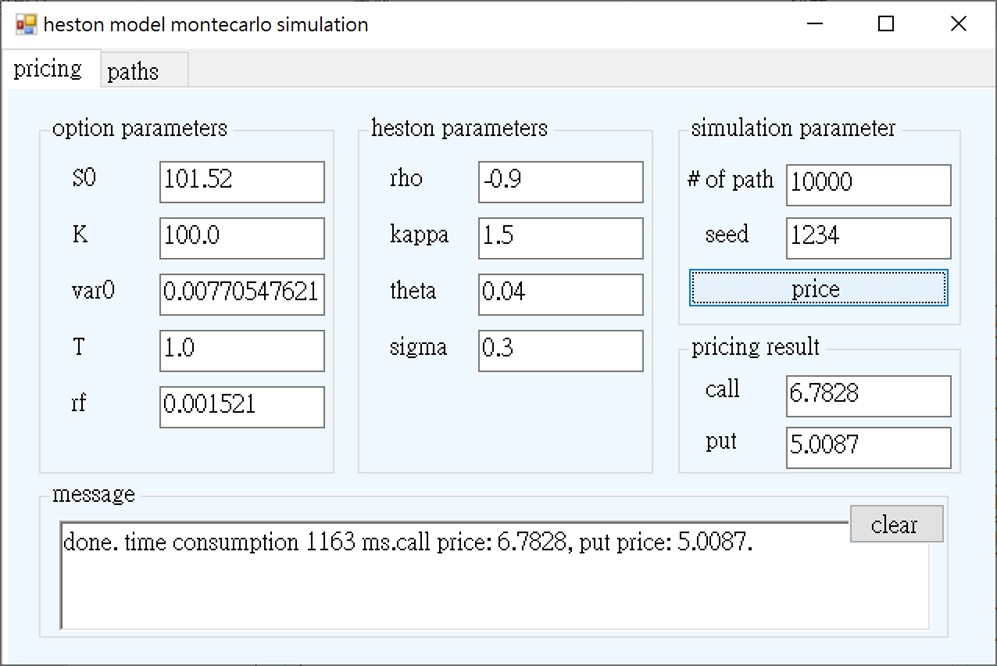 heston model montecarlo simulation
pricing
paths
option parameters
S0
101.52
K
100.0
var0
0.00770547621
T
1.0
rf
0.001521
heston parameters
rho
-0.9
kappa
1.5
theta
0.04
sigma
0.3
simulation parameter
# of path
10000
seed
1234
price
pricing result
call
6.7828
put
5.0087
message
clear
done. time consumption 1163 ms.call price: 6.7828, put price: 5.0087.